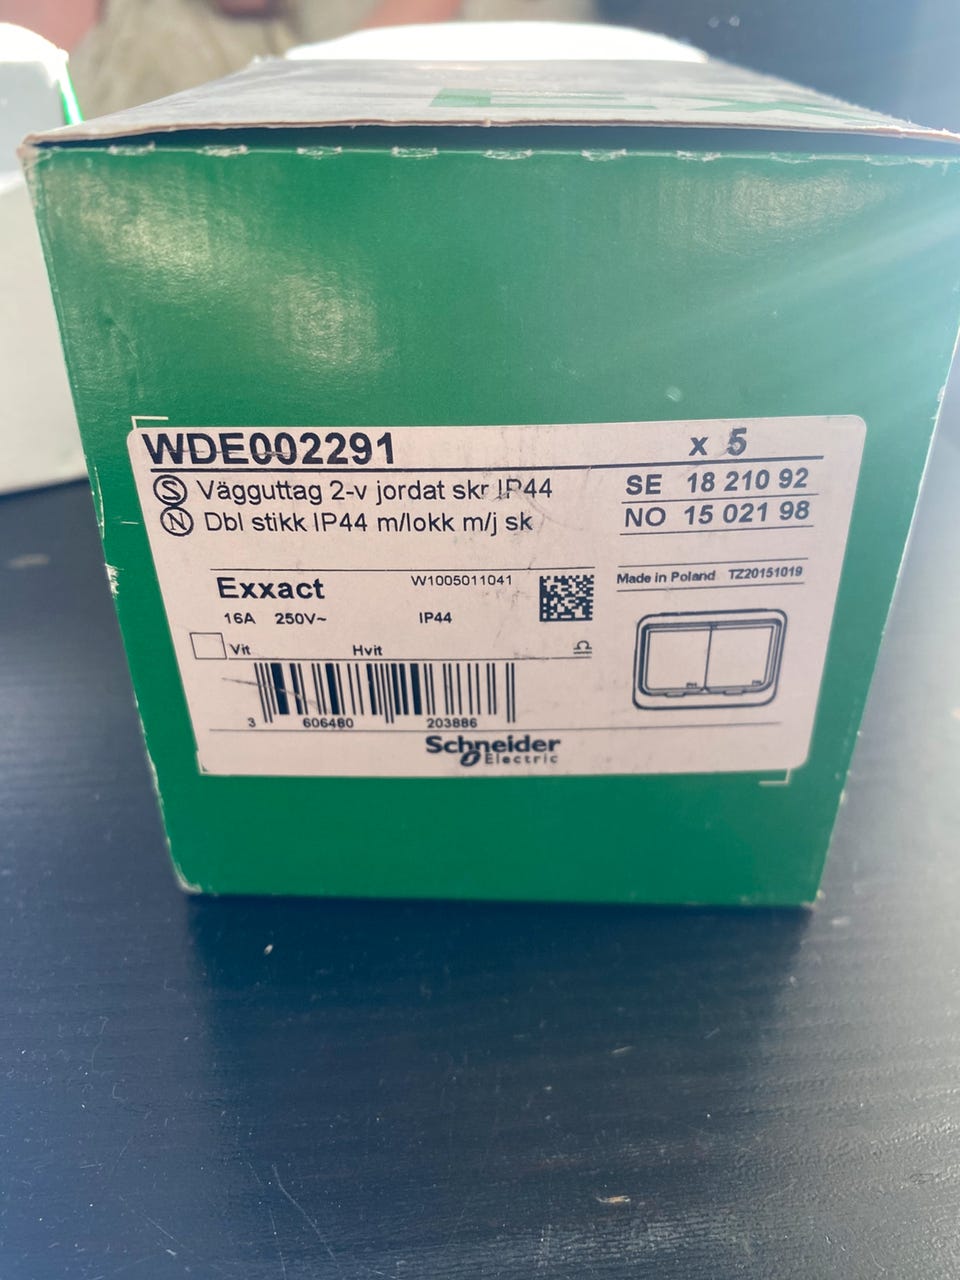 WDE002291 x 5
Ⓢ Vägguttag 2-v jordat skr IP44
Ⓝ Dbl stikk IP44 m/lokk m/j sk
SE 18 210 92
NO 15 021 98
Exxact W1005011041
16A 250V~ IP44
Vit Hvit
Made in Poland TZ20151019
3 606480 203886
Schneider
Electric